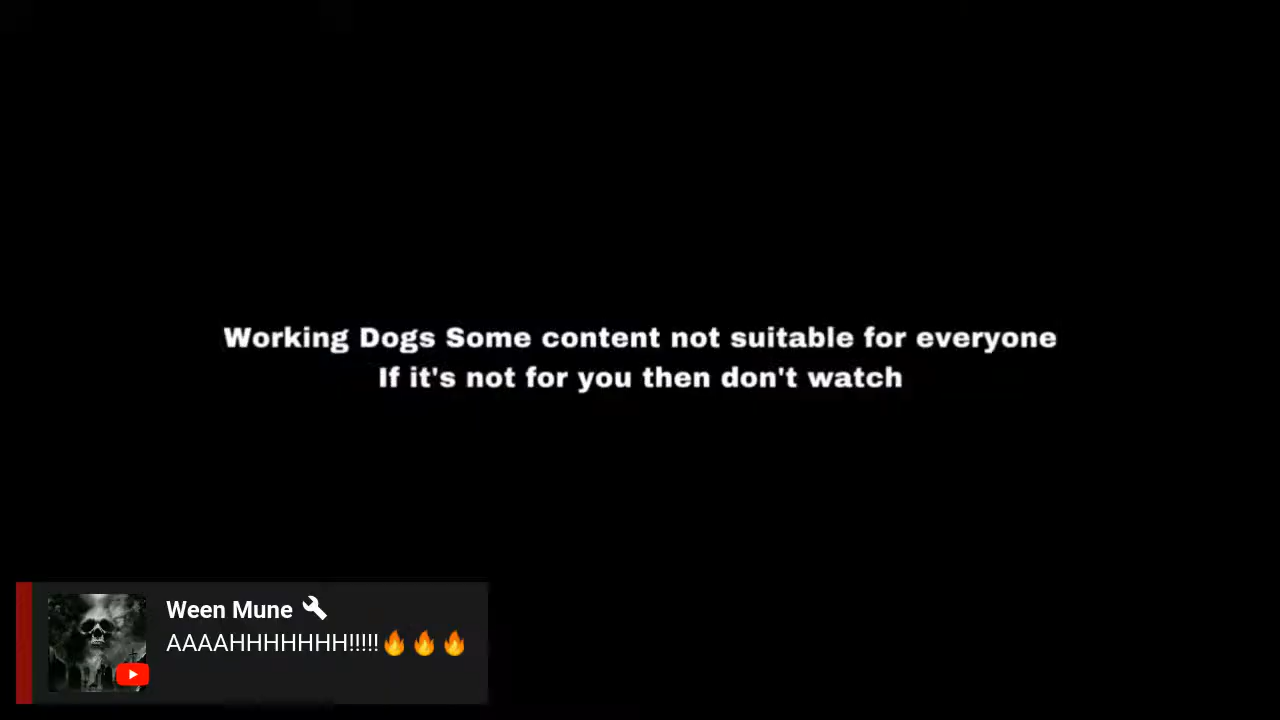 Working Dogs Some content not suitable for everyone
If it's not for you then don't watch
Ween Mune 🔧
AAAAHHHHHHH!!!!!🔥🔥🔥